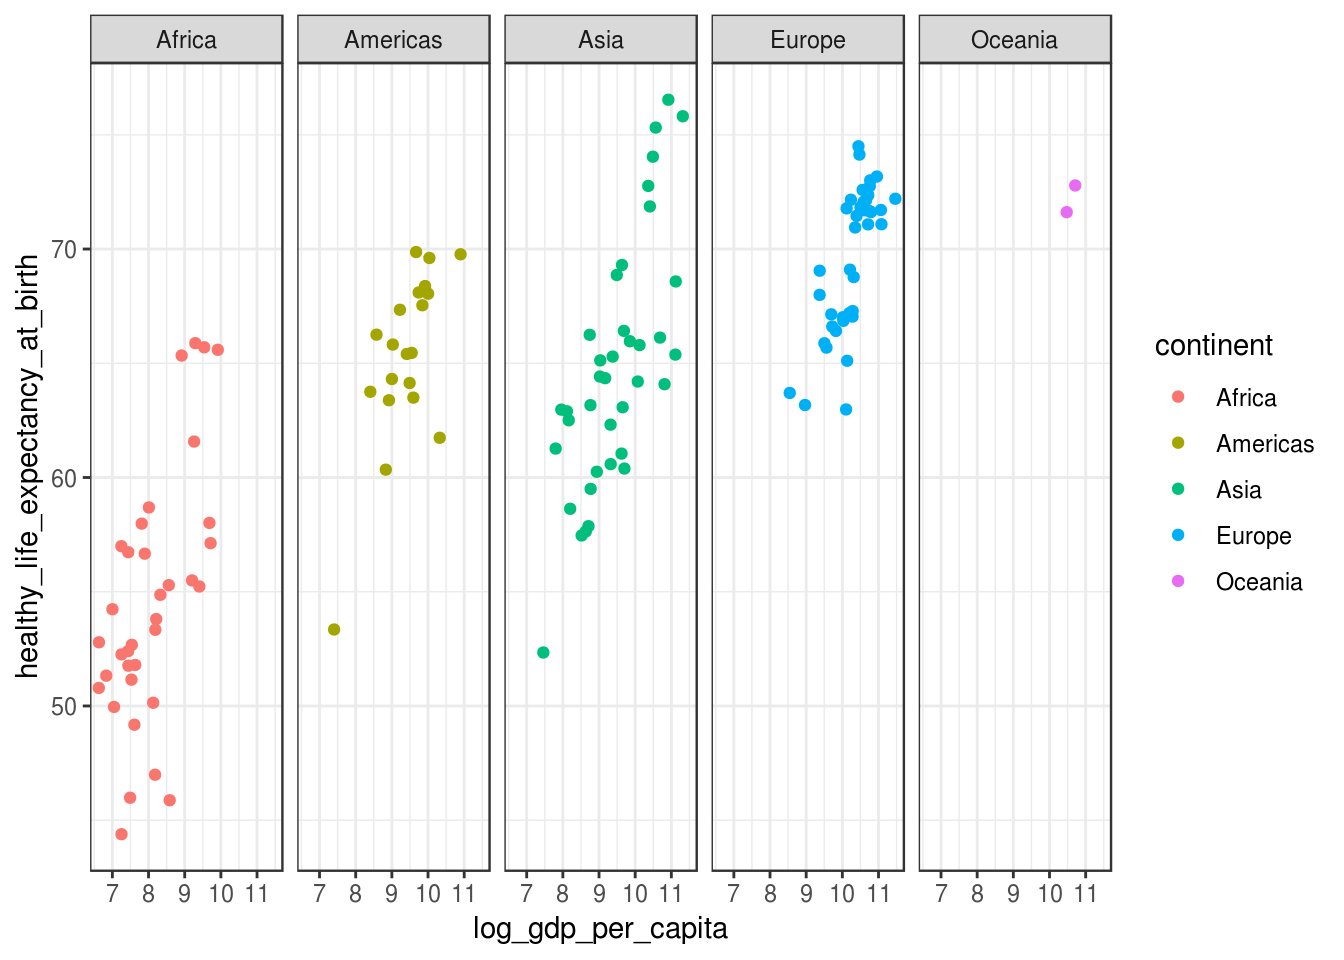 Africa Americas Asia Europe Oceania
healthy_life_expectancy_at_birth
70
60
50
7 8 9 10 11 7 8 9 10 11 7 8 9 10 11 7 8 9 10 11 7 8 9 10 11
log_gdp_per_capita
continent
Africa
Americas
Asia
Europe
Oceania